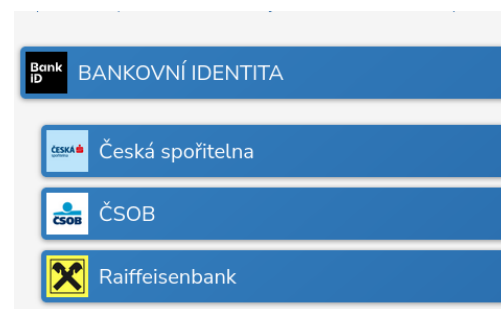 Bank
iD
BANKOVNÍ IDENTITA
ČESKÁ
spořitelna
Česká spořitelna
ČSOB
ČSOB
Raiffeisenbank